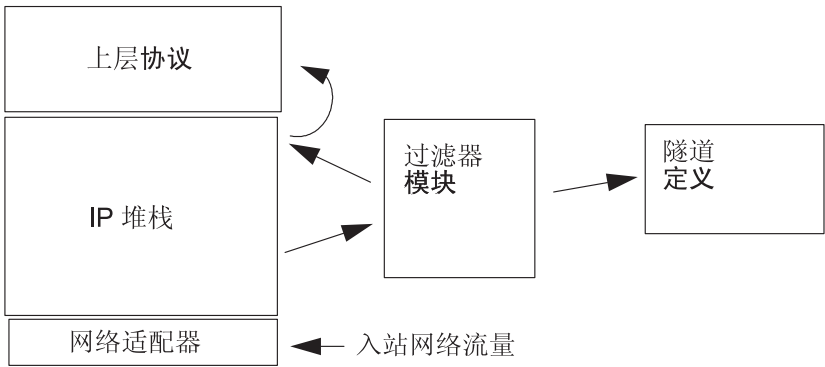 上层协议
过滤器
模块
隧道
定义
IP 堆栈
网络适配器
入站网络流量